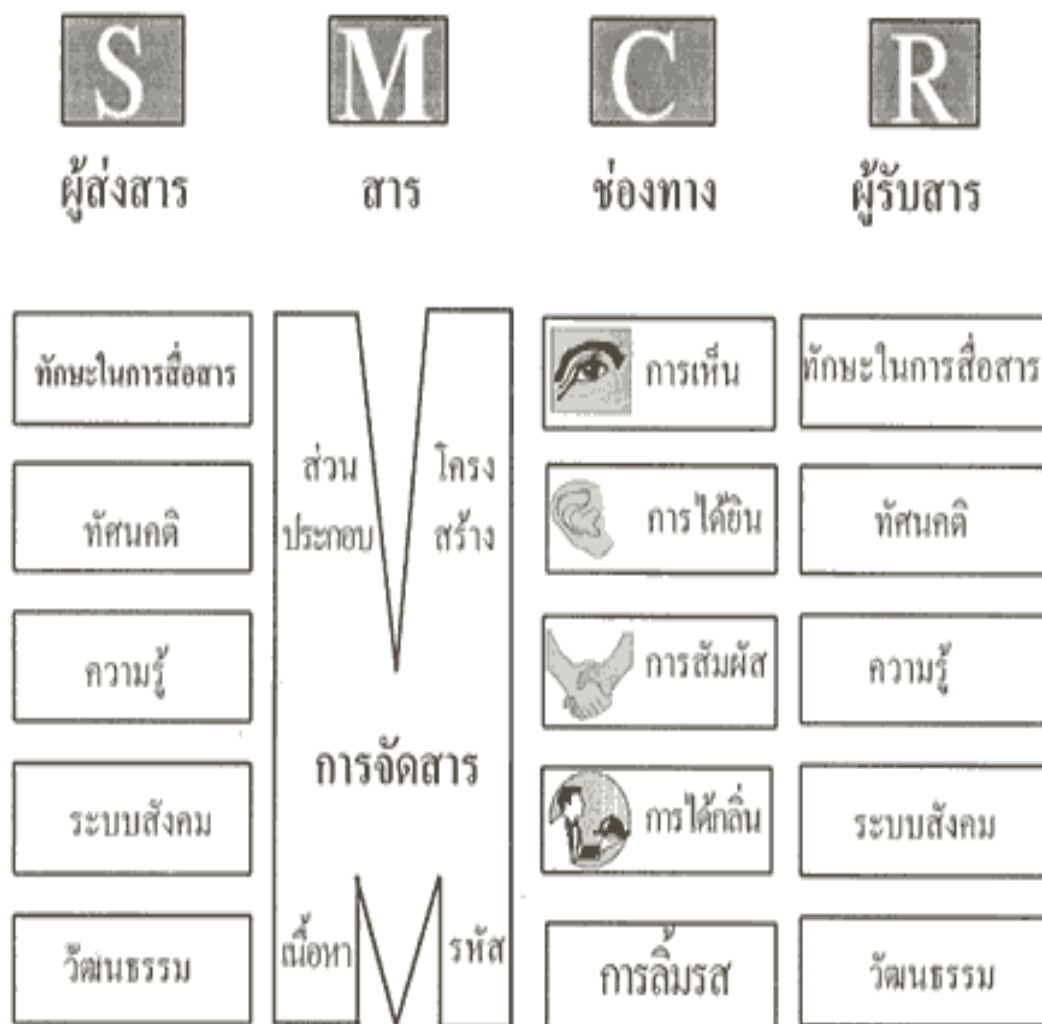 S M C R
ผู้ส่งสาร สาร ช่องทาง ผู้รับสาร
ทักษะในการสื่อสาร
ทัศนคติ
ความรู้
ระบบสังคม
วัฒนธรรม
ส่วน
ประกอบ
โครง
สร้าง
การจัดสาร
เนื้อหา
รหัส
การเห็น
การได้ยิน
การสัมผัส
การได้กลิ่น
การลิ้มรส
ทักษะในการสื่อสาร
ทัศนคติ
ความรู้
ระบบสังคม
วัฒนธรรม